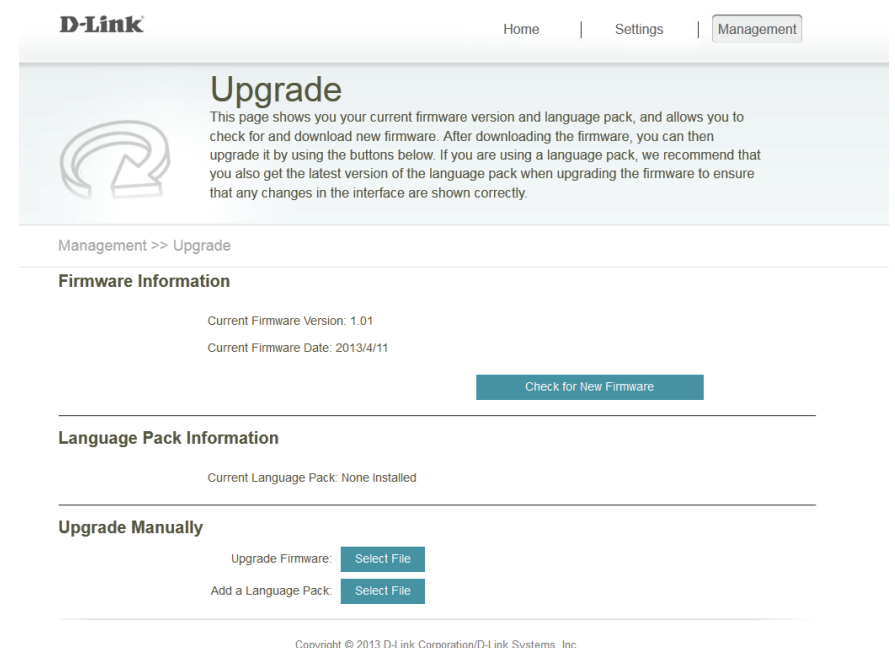 D-Link
Home | Settings | Management
Upgrade
This page shows you your current firmware version and language pack, and allows you to
check for and download new firmware. After downloading the firmware, you can then
upgrade it by using the buttons below. If you are using a language pack, we recommend that
you also get the latest version of the language pack when upgrading the firmware to ensure
that any changes in the interface are shown correctly.
Management >> Upgrade
Firmware Information
Current Firmware Version: 1.01
Current Firmware Date: 2013/4/11
Check for New Firmware
Language Pack Information
Current Language Pack: None Installed
Upgrade Manually
Upgrade Firmware: Select File
Add a Language Pack: Select File
Copyright © 2013 D-Link Corporation/D-Link Systems, Inc.